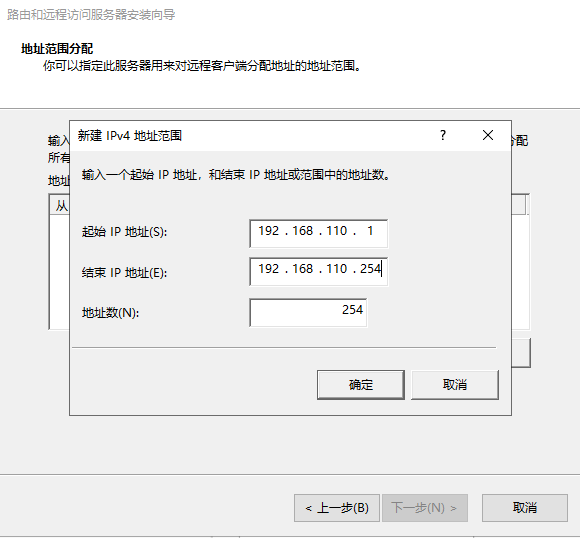 路由和远程访问服务器安装向导
地址范围分配
你可以指定此服务器用来对远程客户端分配地址的地址范围。
新建 IPv4 地址范围
?
输入
分配
所有
输入一个起始 IP 地址，和结束 IP 地址或范围中的地址数。
地址
从
起始 IP 地址(S):
192 . 168 . 110 . 1
结束 IP 地址(E):
192 . 168 . 110 . 254
地址数(N):
254
确定
取消
< 上一步(B)
下一步(N) >
取消